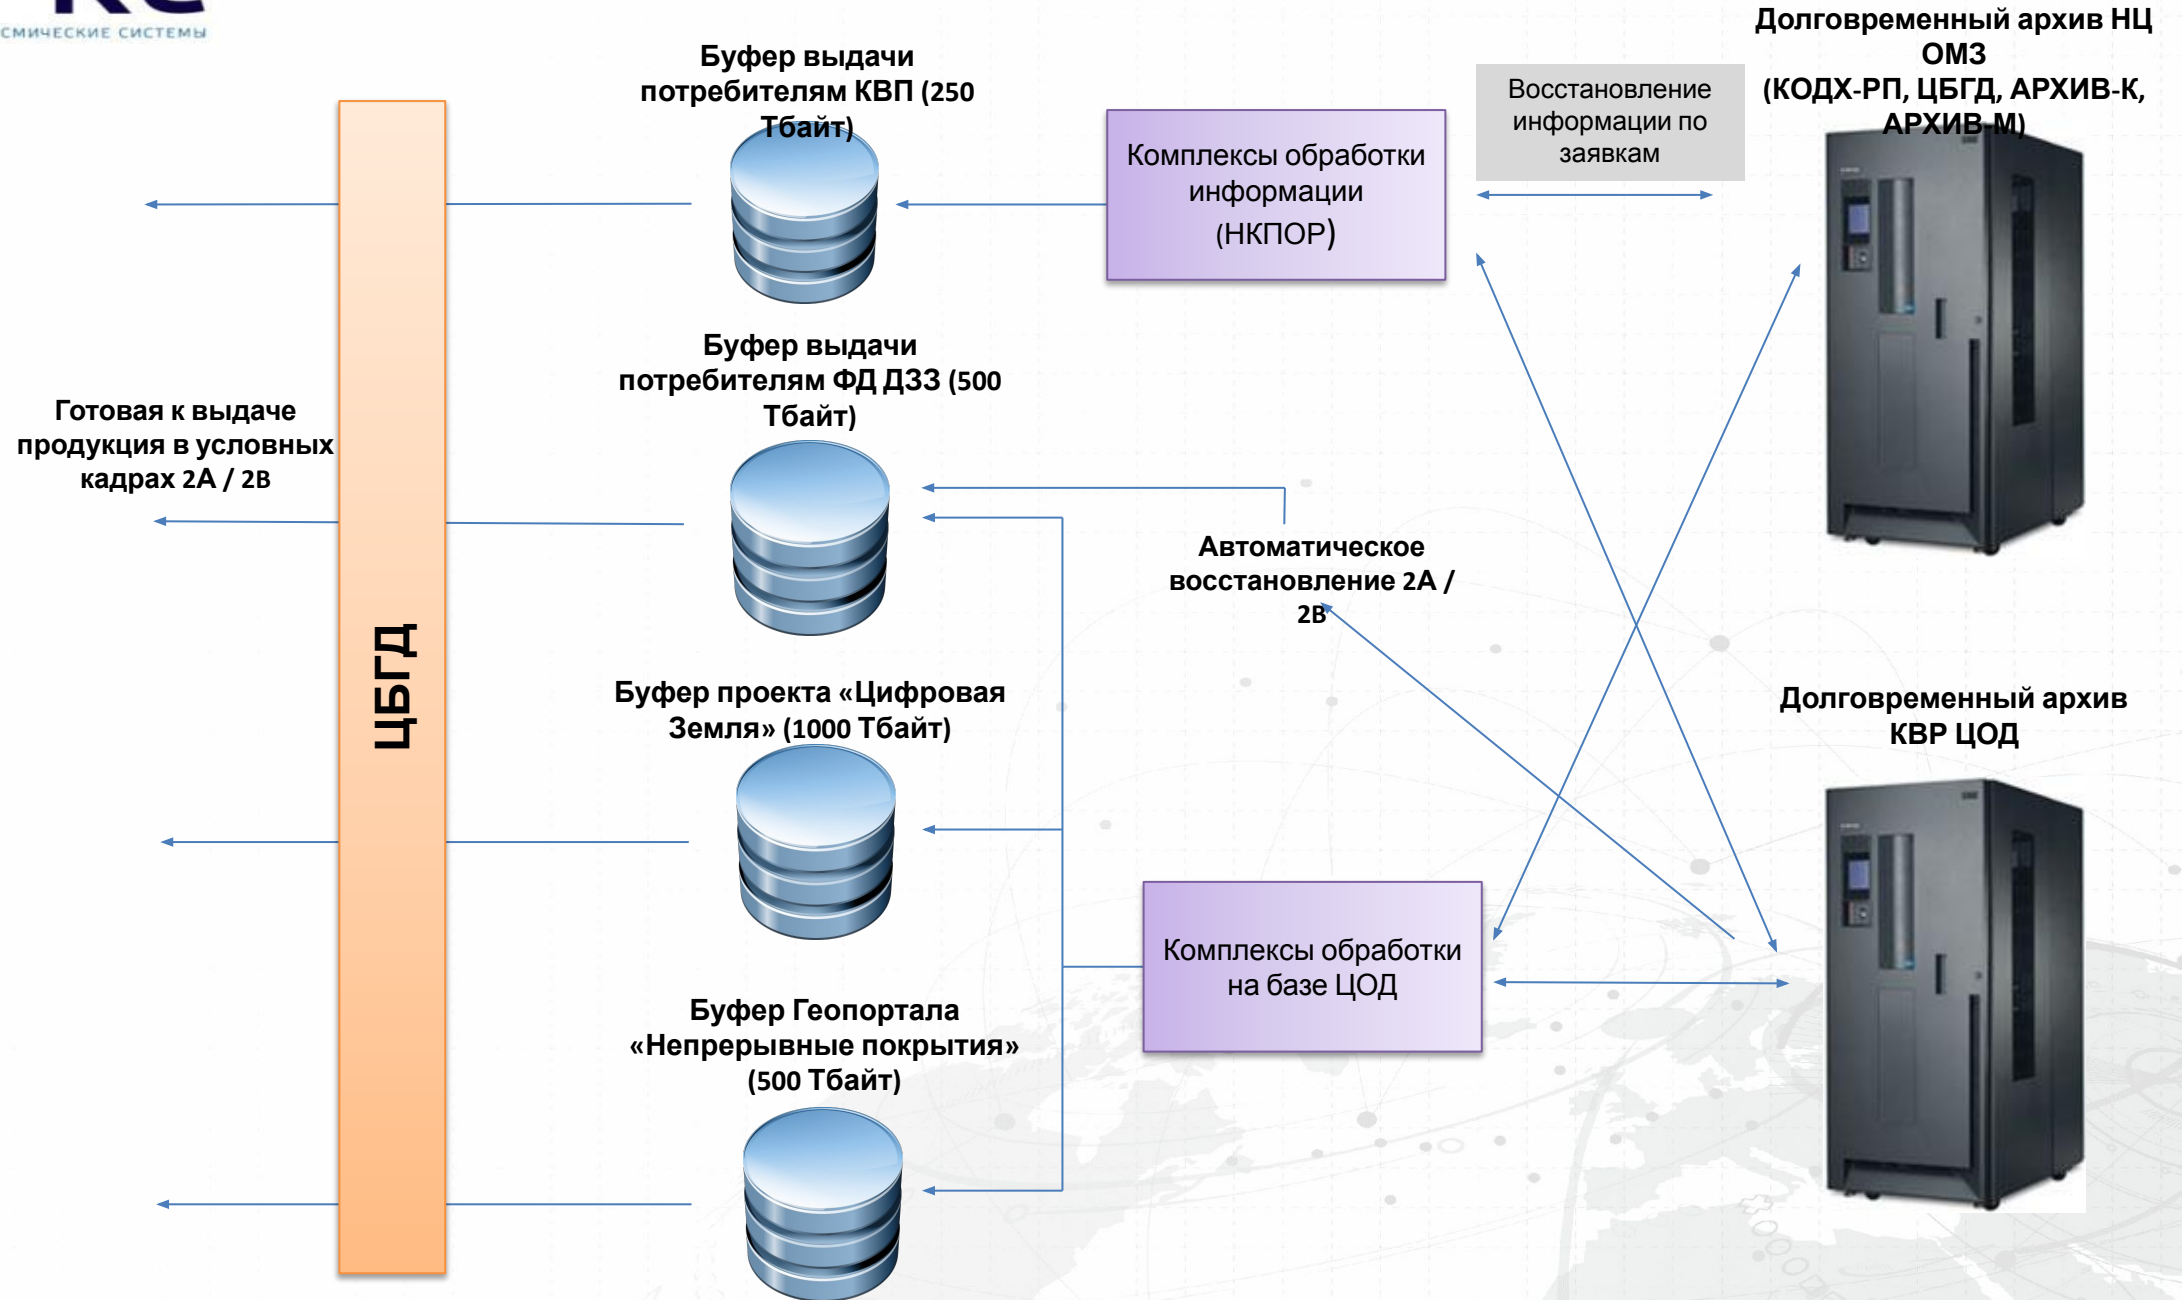 КС
СМИЧЕСКИЕ СИСТЕМЫ
Буфер выдачи
потребителям КВП (250
Тбайт)
Комплексы обработки
информации
(НКПОР)
Восстановление
информации по
заявкам
Долговременный архив НЦ
ОМЗ
(КОДХ-РП, ЦБГД, АРХИВ-К,
АРХИВ-М)
Буфер выдачи
потребителям ФД ДЗЗ (500
Тбайт)
Готовая к выдаче
продукция в условных
кадрах 2А / 2В
ЦБГД
Автоматическое
восстановление 2А /
2В
Буфер проекта «Цифровая
Земля» (1000 Тбайт)
Долговременный архив
КВР ЦОД
Комплексы обработки
на базе ЦОД
Буфер Геопортала
«Непрерывные покрытия»
(500 Тбайт)